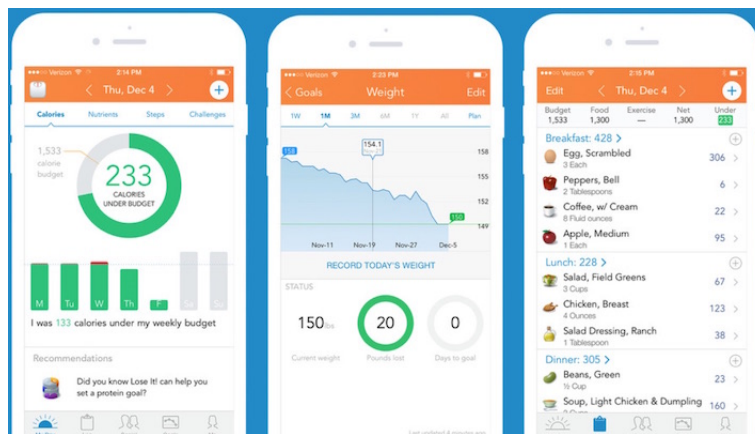 Verizon
2:14 PM
Thu, Dec 4
Calories Nutrients Steps Challenges
1,533
calorie
budget
233
CALORIES
UNDER BUDGET
M Tu W Th F Sa Su
I was 133 calories under my weekly budget
Recommendations
Did you know Lose It! can help you
set a protein goal?
Verizon
2:33 PM
Goals Weight Edit
1W 1M 3M 6M 1Y All Plan
158
154.1
158
155
152
150
149
Nov-11 Nov-19 Nov-27 Dec-5
RECORD TODAY'S WEIGHT
STATUS
150 lbs 20 0
Current weight Pounds lost Days to goal
Verizon
2:15 PM
Edit Thu, Dec 4
Budget Food Exercise Net Under
1,533 1,300 — 1,300 233
Breakfast: 428
Egg, Scrambled
3 Each
306
Peppers, Bell
2 Tablespoons
6
Coffee, w/ Cream
8 Fluid ounces
22
Apple, Medium
1 Each
95
Lunch: 228
Salad, Field Greens
3 Cups
67
Chicken, Breast
4 Ounces
123
Salad Dressing, Ranch
1 Tablespoon
38
Dinner: 305
Beans, Green
½ Cup
23
Soup, Light Chicken & Dumpling
160